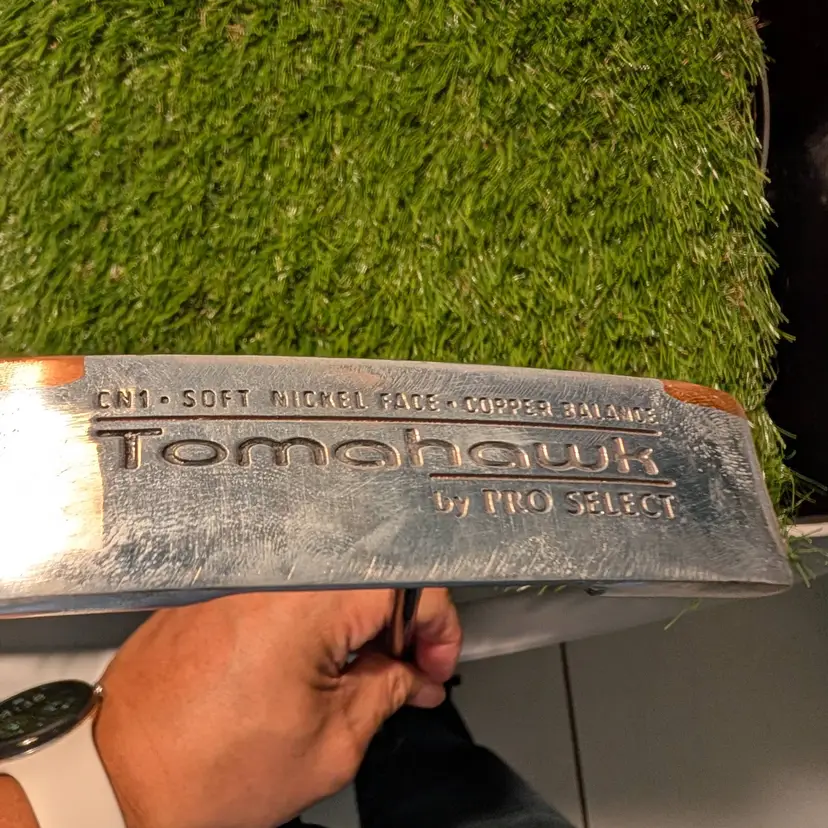 CN1 • SOFT NICKEL FACE • COPPER BALANCE
Tomahawk
by PRO SELECT